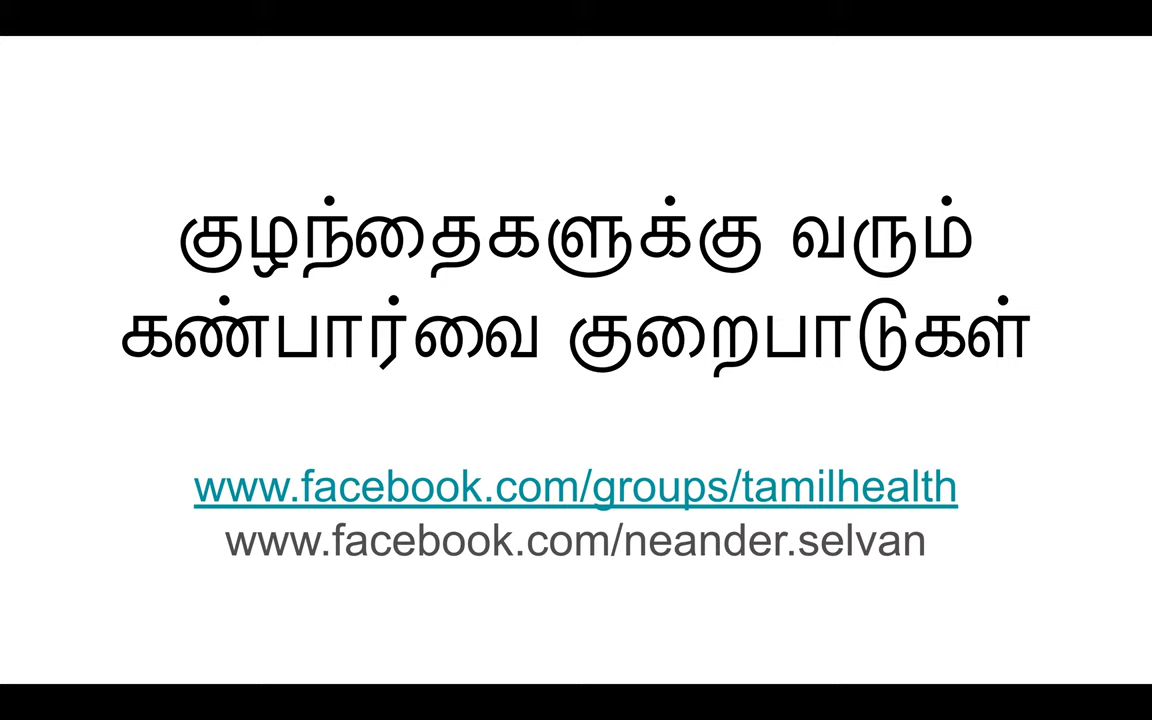 குழந்தைகளுக்கு வரும்
கண்பார்வை குறைபாடுகள்
www.facebook.com/groups/tamilhealth
www.facebook.com/neander.selvan